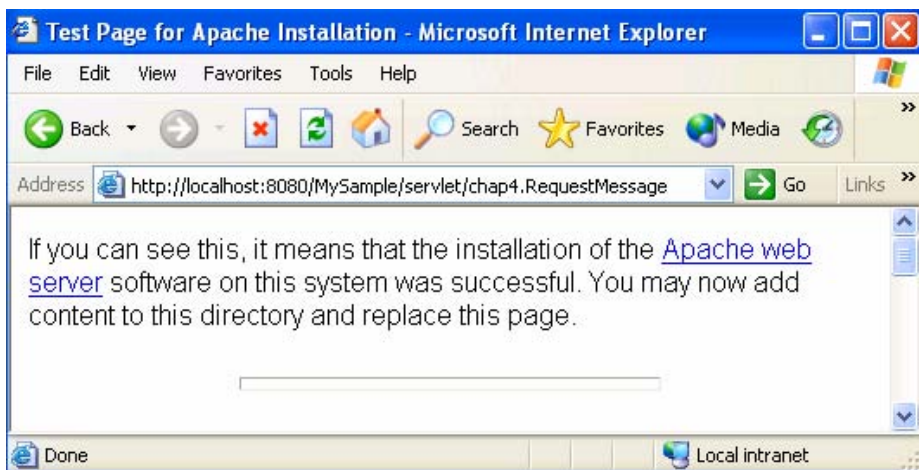 Test Page for Apache Installation - Microsoft Internet Explorer
File Edit View Favorites Tools Help
Back Search Favorites Media »
Address http://localhost:8080/MySample/servlet/chap4.RequestMessage Go Links »
If you can see this, it means that the installation of the Apache web
server software on this system was successful. You may now add
content to this directory and replace this page.
Done Local intranet